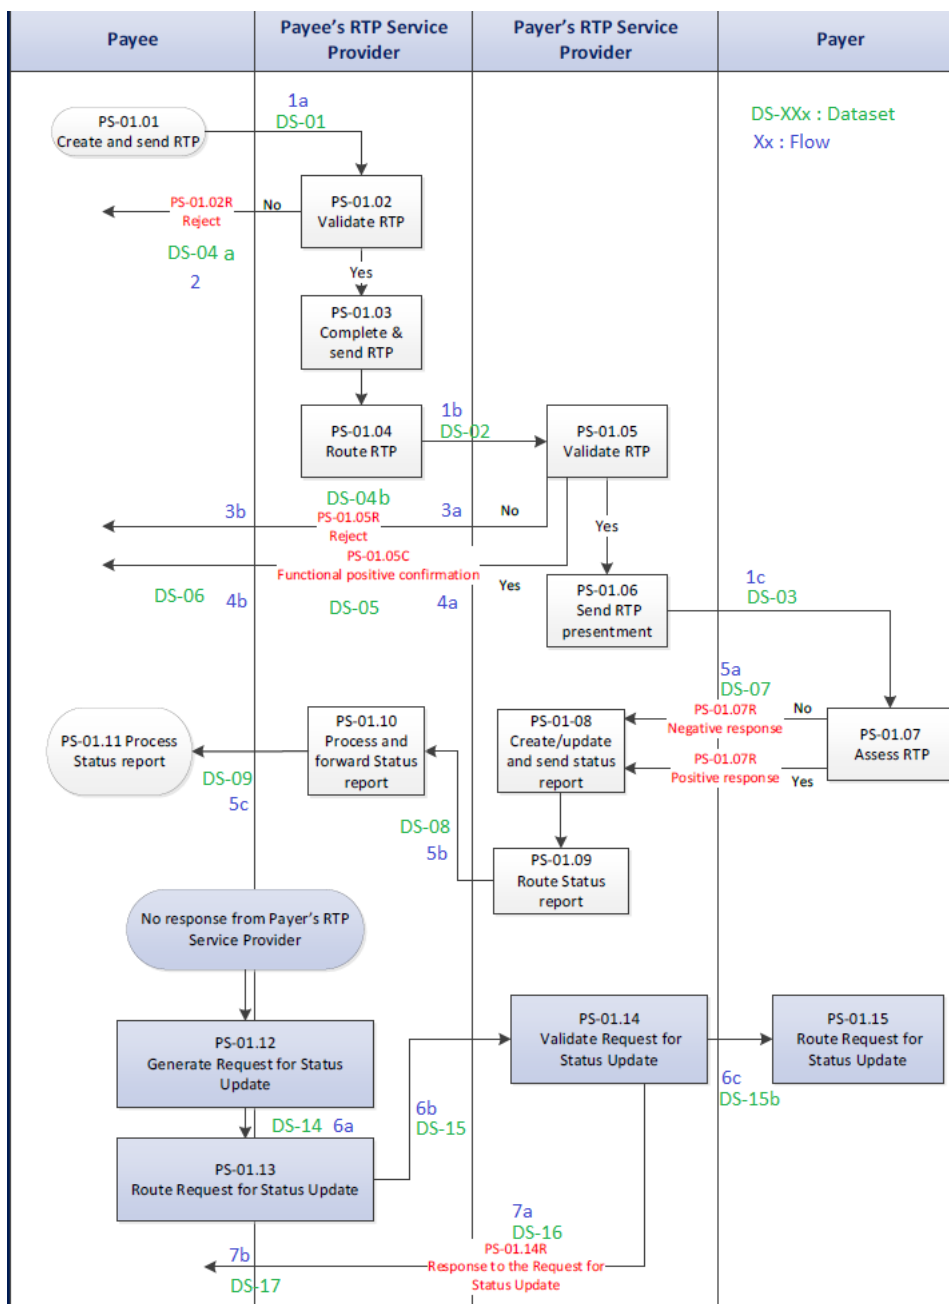 Payee
Payee's RTP Service
Provider
Payer's RTP Service
Provider
Payer
PS-01.01
Create and send RTP
1a
DS-01
DS-XXx : Dataset
Xx : Flow
PS-01.02R
Reject
No
PS-01.02
Validate RTP
DS-04 a
2
Yes
PS-01.03
Complete &
send RTP
PS-01.04
Route RTP
1b
DS-02
PS-01.05
Validate RTP
DS-04b
3b
PS-01.05R
Reject
3a
No
Yes
PS-01.05C
Functional positive confirmation
Yes
DS-06
4b
DS-05
4a
PS-01.06
Send RTP
presentment
1c
DS-03
5a
DS-07
PS-01.07R
Negative response
No
PS-01.07R
Positive response
Yes
PS-01.07
Assess RTP
PS-01-08
Create/update
and send status
report
PS-01.10
Process and
forward Status
report
PS-01.11 Process
Status report
DS-09
5c
DS-08
5b
PS-01.09
Route Status
report
No response from Payer's RTP
Service Provider
PS-01.12
Generate Request for Status
Update
PS-01.14
Validate Request for
Status Update
PS-01.15
Route Request for
Status Update
6c
DS-15b
DS-14
6a
6b
DS-15
PS-01.13
Route Request for Status Update
7a
DS-16
PS-01.14R
Response to the Request for
Status Update
7b
DS-17